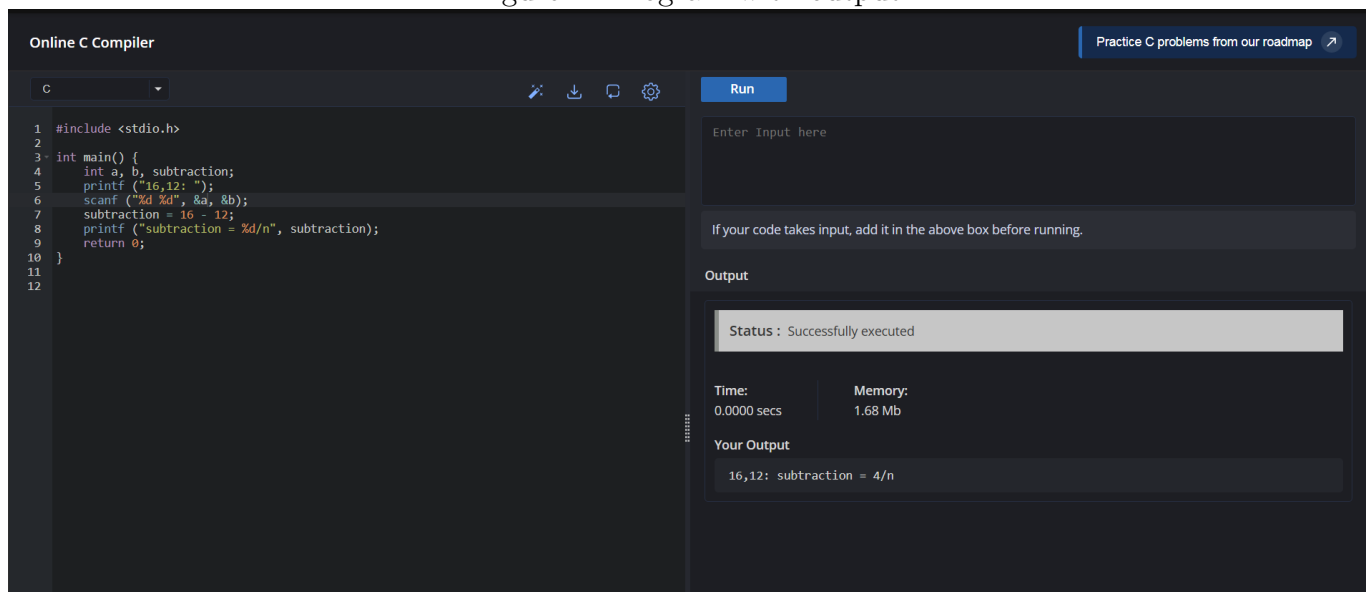 Online C Compiler
Practice C problems from our roadmap
C
Run
1 #include <stdio.h>
2
3 int main() {
4     int a, b, subtraction;
5     printf ("16,12: ");
6     scanf ("%d %d", &a, &b);
7     subtraction = 16 - 12;
8     printf ("subtraction = %d/n", subtraction);
9     return 0;
10 }
11
12
Enter Input here
If your code takes input, add it in the above box before running.
Output
Status : Successfully executed
Time: Memory:
0.0000 secs 1.68 Mb
Your Output
16,12: subtraction = 4/n